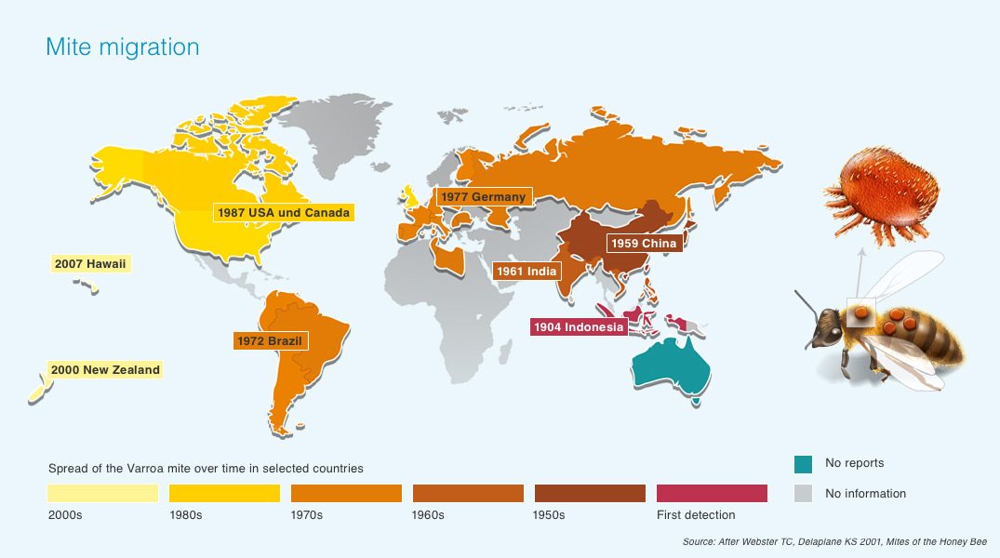 Mite migration
1987 USA und Canada
1977 Germany
1959 China
2007 Hawaii
1961 India
1904 Indonesia
1972 Brazil
2000 New Zealand
Spread of the Varroa mite over time in selected countries
2000s
1980s
1970s
1960s
1950s
First detection
No reports
No information
Source: After Webster TC, Delaplane KS 2001, Mites of the Honey Bee